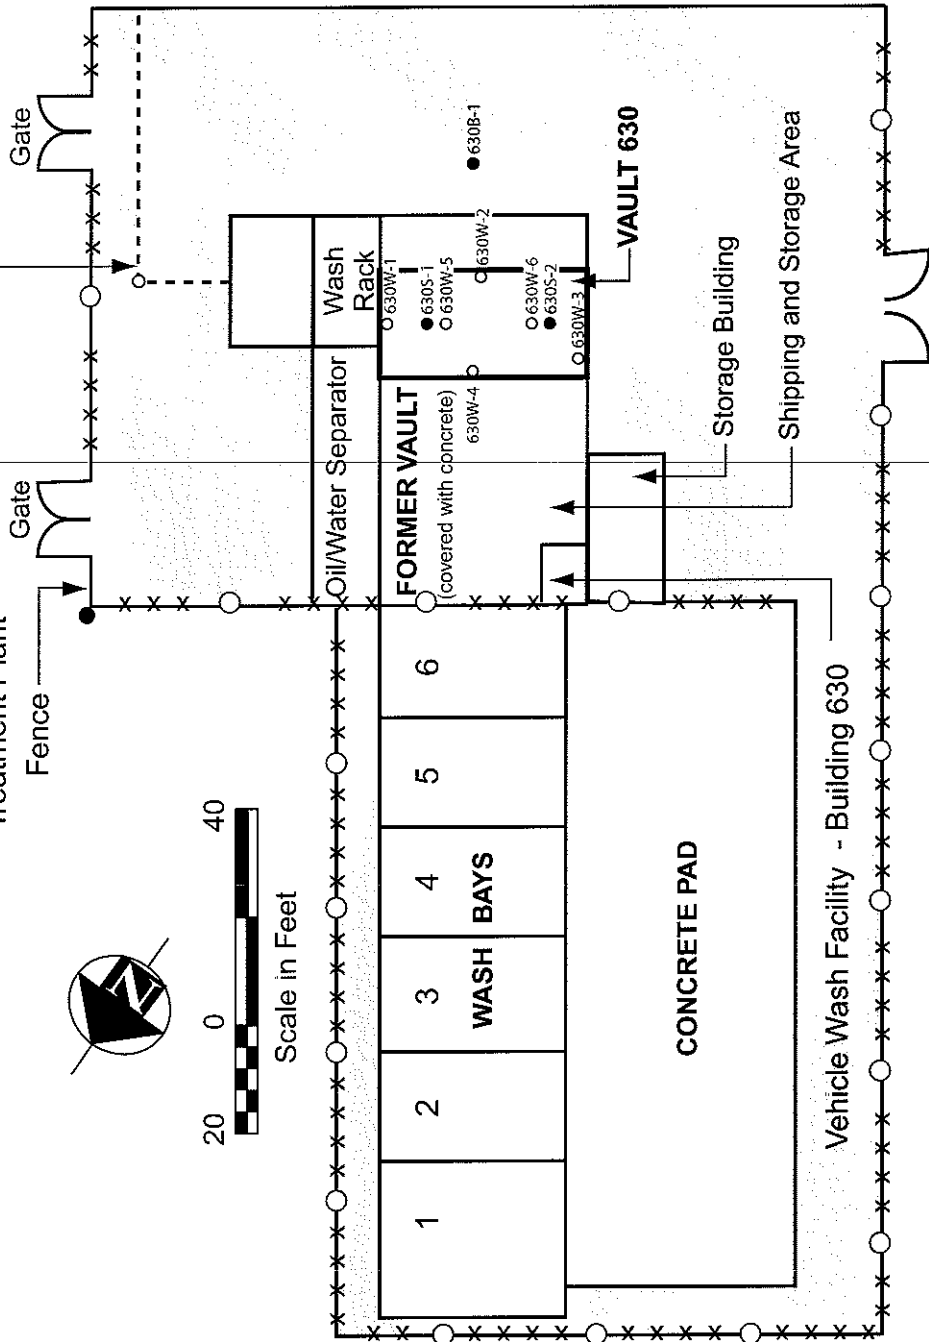 Treatment Plant
Fence
Gate
Gate
20
0
40
Scale in Feet
N
Oil/Water Separator
Wash
Rack
FORMER VAULT
(covered with concrete)
630W-1
630S-1
630W-5
630W-2
630B-1
630W-4
630W-6
630S-2
630W-3
VAULT 630
1
2
3
4
5
6
WASH BAYS
CONCRETE PAD
Storage Building
Shipping and Storage Area
Vehicle Wash Facility - Building 630